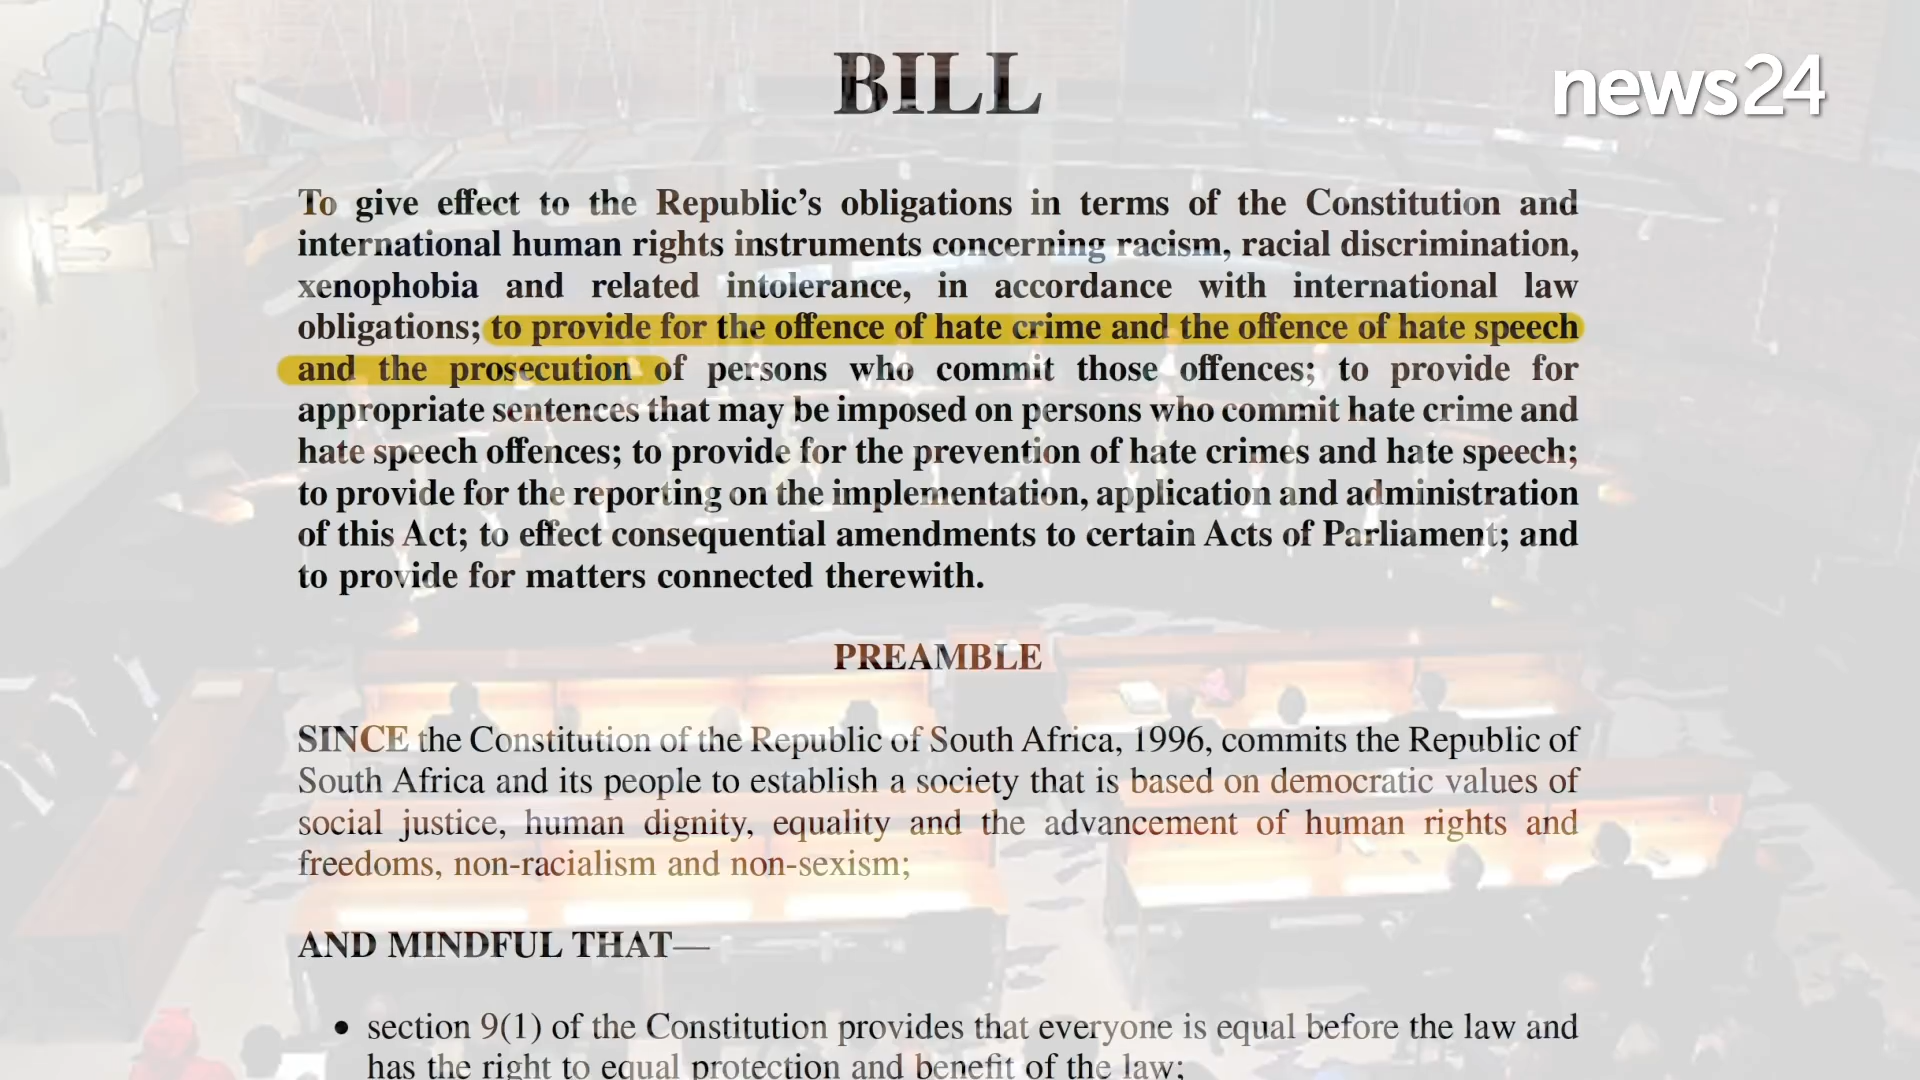 BILL
news24
To give effect to the Republic’s obligations in terms of the Constitution and
international human rights instruments concerning racism, racial discrimination,
xenophobia and related intolerance, in accordance with international law
obligations; to provide for the offence of hate crime and the offence of hate speech
and the prosecution of persons who commit those offences; to provide for
appropriate sentences that may be imposed on persons who commit hate crime and
hate speech offences; to provide for the prevention of hate crimes and hate speech;
to provide for the reporting on the implementation, application and administration
of this Act; to effect consequential amendments to certain Acts of Parliament; and
to provide for matters connected therewith.
PREAMBLE
SINCE the Constitution of the Republic of South Africa, 1996, commits the Republic of
South Africa and its people to establish a society that is based on democratic values of
social justice, human dignity, equality and the advancement of human rights and
freedoms, non-racialism and non-sexism;
AND MINDFUL THAT—
• section 9(1) of the Constitution provides that everyone is equal before the law and
has the right to equal protection and benefit of the law;